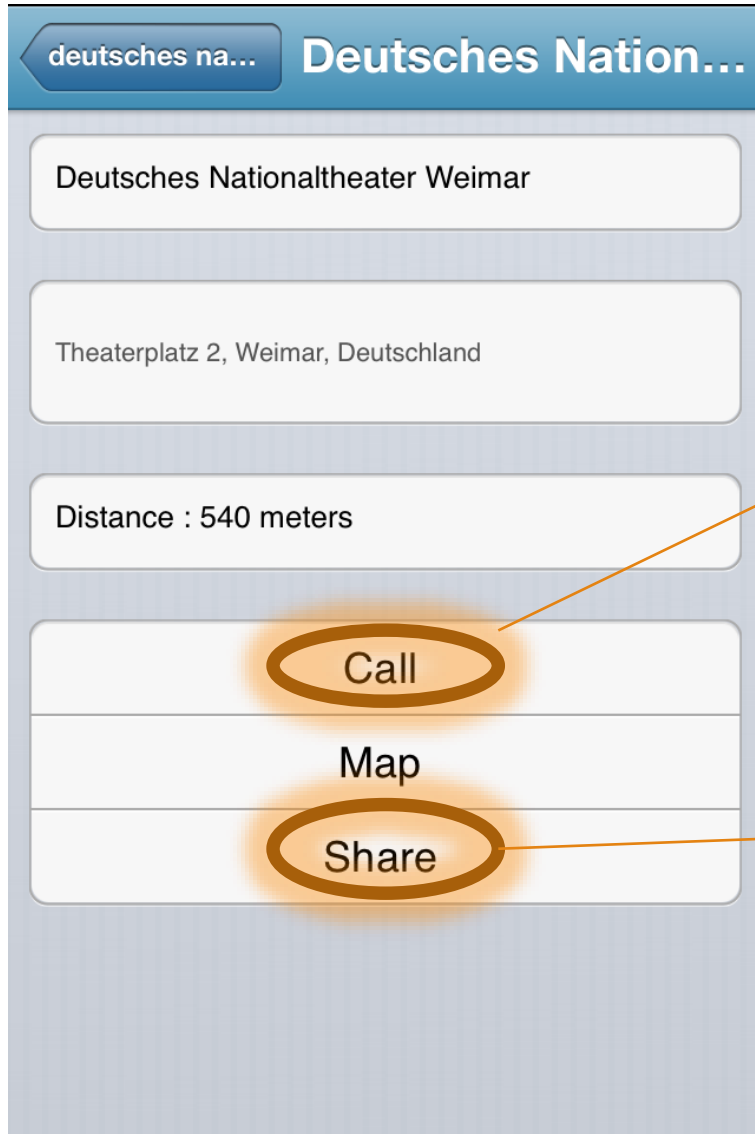 deutsches na... Deutsches Nation...
Deutsches Nationaltheater Weimar
Theaterplatz 2, Weimar, Deutschland
Distance : 540 meters
Call
Map
Share